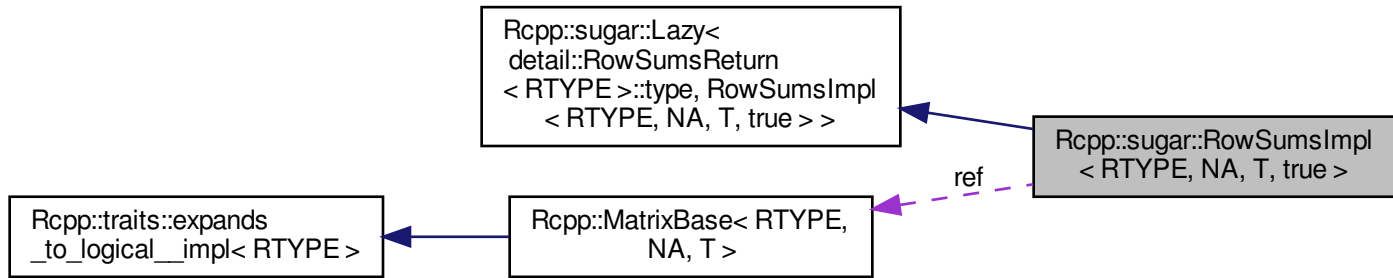 Rcpp::sugar::Lazy<
detail::RowSumsReturn
< RTYPE >::type, RowSumsImpl
< RTYPE, NA, T, true > >
Rcpp::sugar::RowSumsImpl
< RTYPE, NA, T, true >
ref
Rcpp::traits::expands
_to_logical__impl< RTYPE >
Rcpp::MatrixBase< RTYPE,
NA, T >